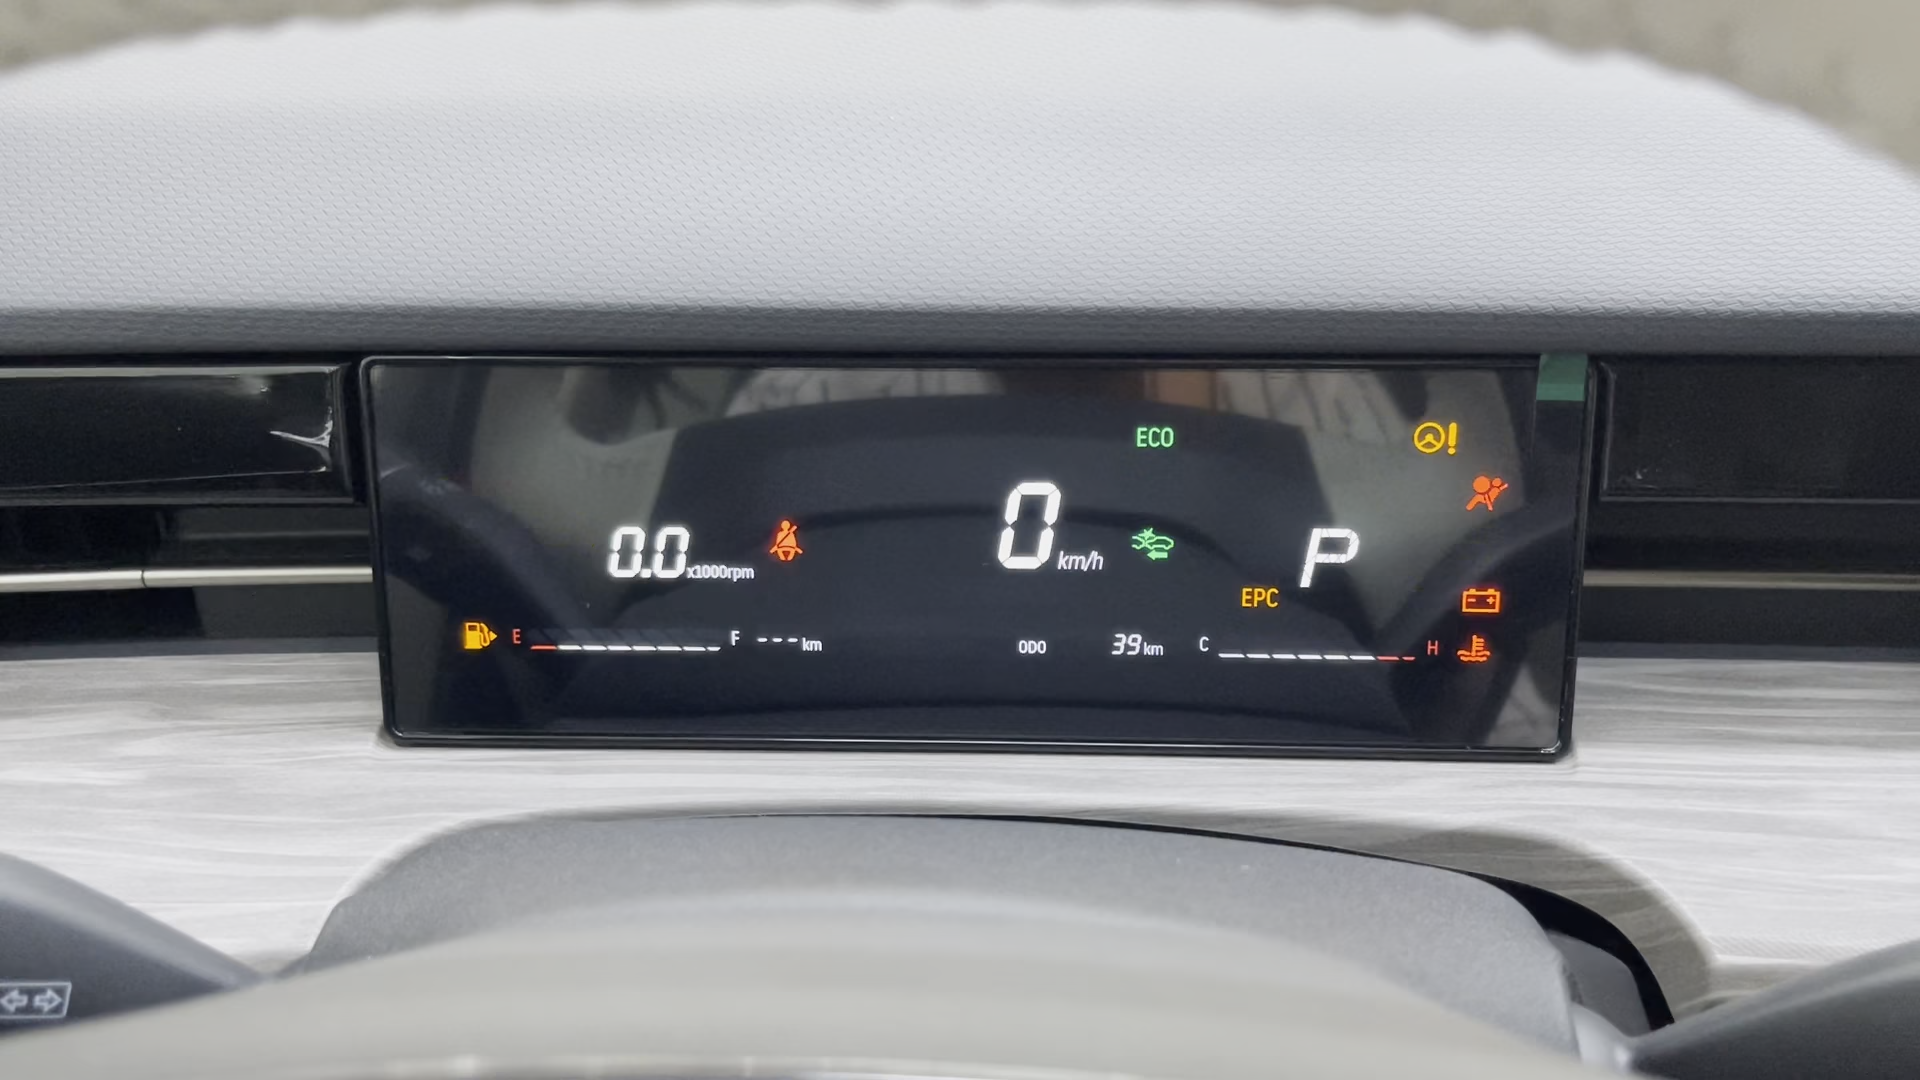 ECO
0.0 x1000rpm
0 km/h
P
EPC
E F --- km
ODO 39 km
C H